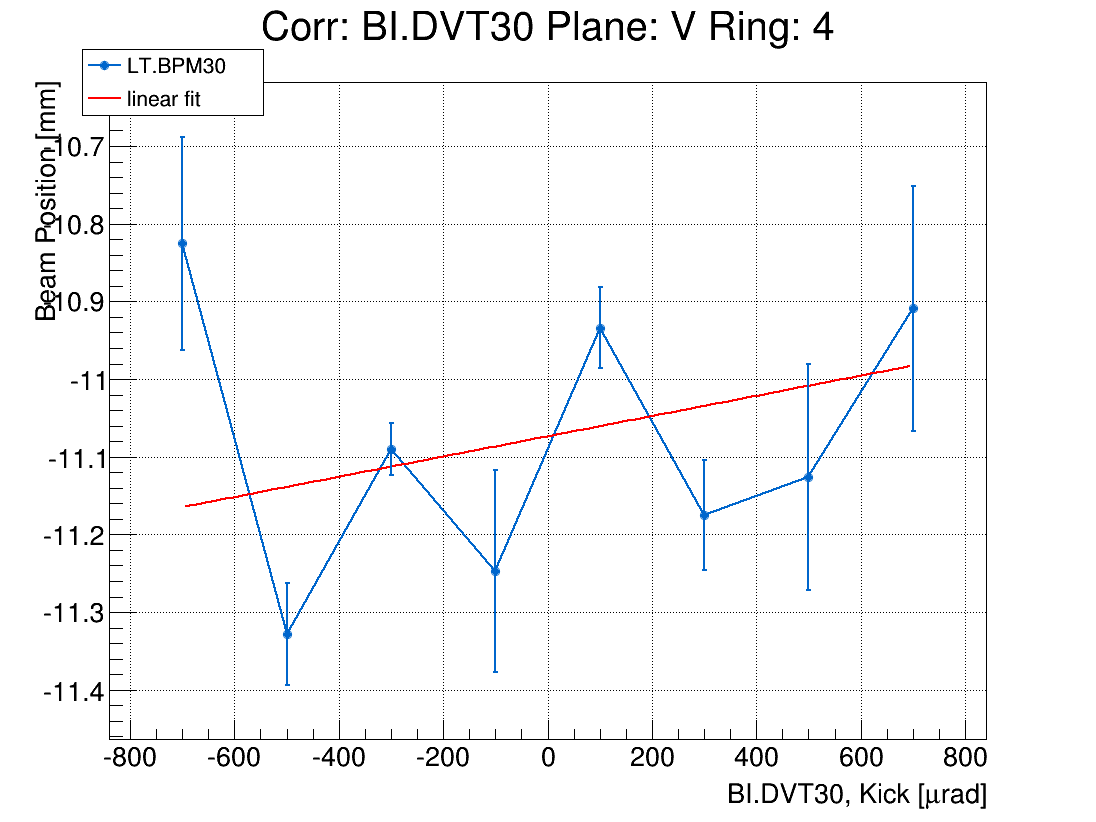 Corr: BI.DVT30 Plane: V Ring: 4
LT.BPM30
linear fit
Beam Position [mm]
10.7
10.8
10.9
-11
-11.1
-11.2
-11.3
-11.4
-800 -600 -400 -200 0 200 400 600 800
BI.DVT30, Kick [μrad]